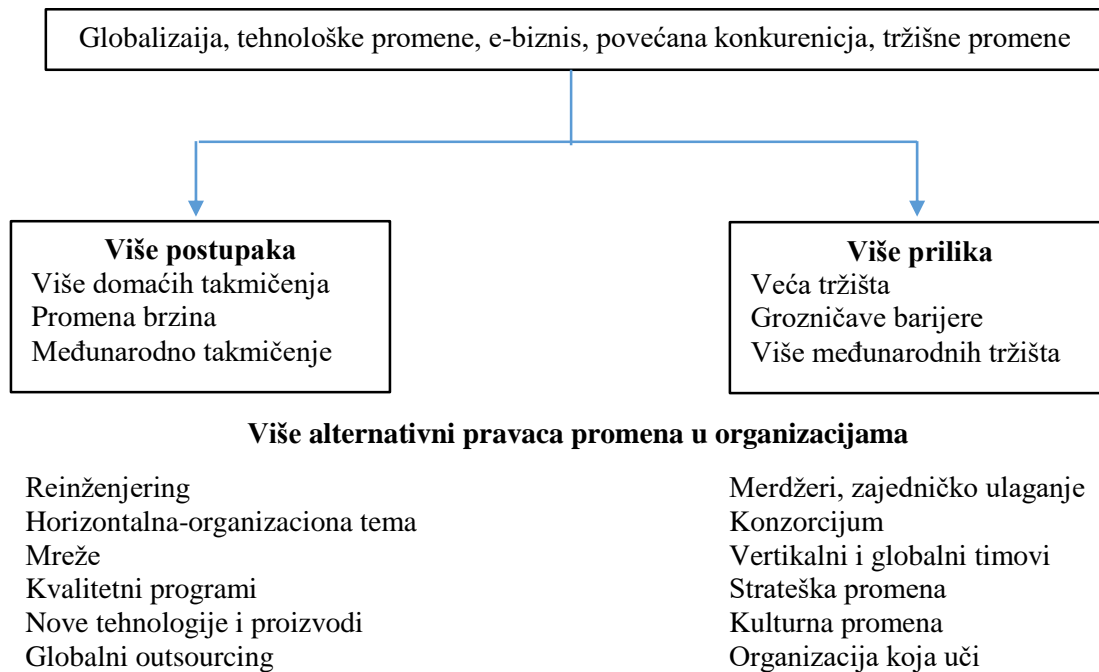 Globalizaija, tehnološke promene, e-biznis, povećana konkurenicja, tržišne promene
Više postupaka
Više domaćih takmičenja
Promena brzina
Međunarodno takmičenje
Više prilika
Veća tržišta
Grozničave barijere
Više međunarodnih tržišta
Više alternativni pravaca promena u organizacijama
Reinženjering
Horizontalna-organizaciona tema
Mreže
Kvalitetni programi
Nove tehnologije i proizvodi
Globalni outsourcing
Merdžeri, zajedničko ulaganje
Konzorcijum
Vertikalni i globalni timovi
Strateška promena
Kulturna promena
Organizacija koja uči